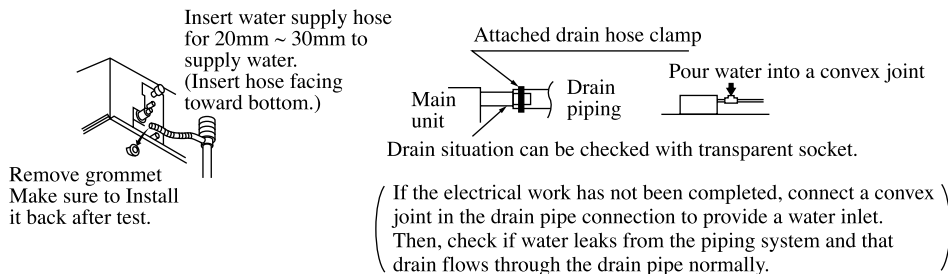 Insert water supply hose
for 20mm ~ 30mm to
supply water.
(Insert hose facing
toward bottom.)
Remove grommet
Make sure to Install
it back after test.
Attached drain hose clamp
Main
unit
Drain
piping
Pour water into a convex joint
Drain situation can be checked with transparent socket.
If the electrical work has not been completed, connect a convex
joint in the drain pipe connection to provide a water inlet.
Then, check if water leaks from the piping system and that
drain flows through the drain pipe normally.